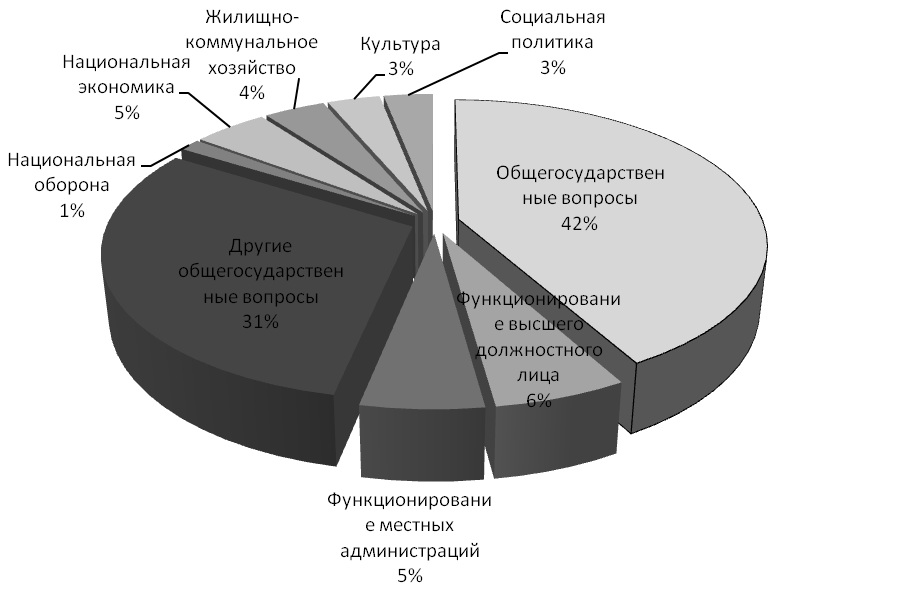 Жилищно-
коммунальное
хозяйство
4%
Культура
3%
Социальная
политика
3%
Национальная
экономика
5%
Национальная
оборона
1%
Общегосударствен
ные вопросы
42%
Другие
общегосударствен
ные вопросы
31%
Функционировани
е высшего
должностного
лица
6%
Функционировани
е местных
администраций
5%